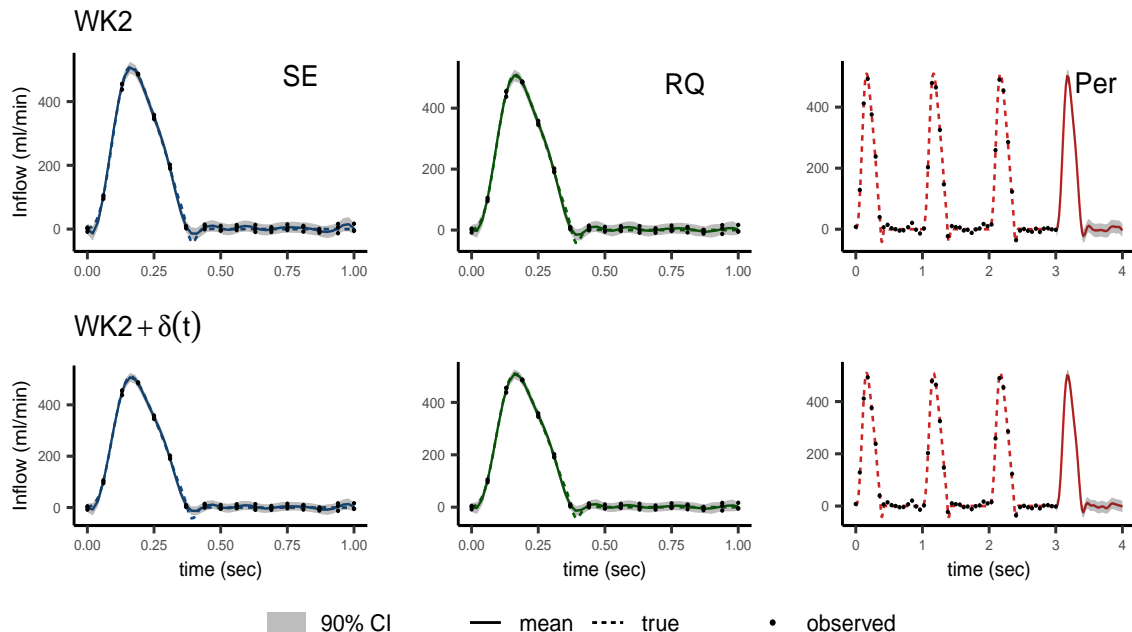 WK2
SE
RQ
Per
Inflow (ml/min)
400
200
0
0.00 0.25 0.50 0.75 1.00
400
200
0
0.00 0.25 0.50 0.75 1.00
400
200
0
0 1 2 3 4
WK2 + δ(t)
Inflow (ml/min)
400
200
0
0.00 0.25 0.50 0.75 1.00
time (sec)
400
200
0
0.00 0.25 0.50 0.75 1.00
time (sec)
400
200
0
0 1 2 3 4
time (sec)
90% CI mean true observed